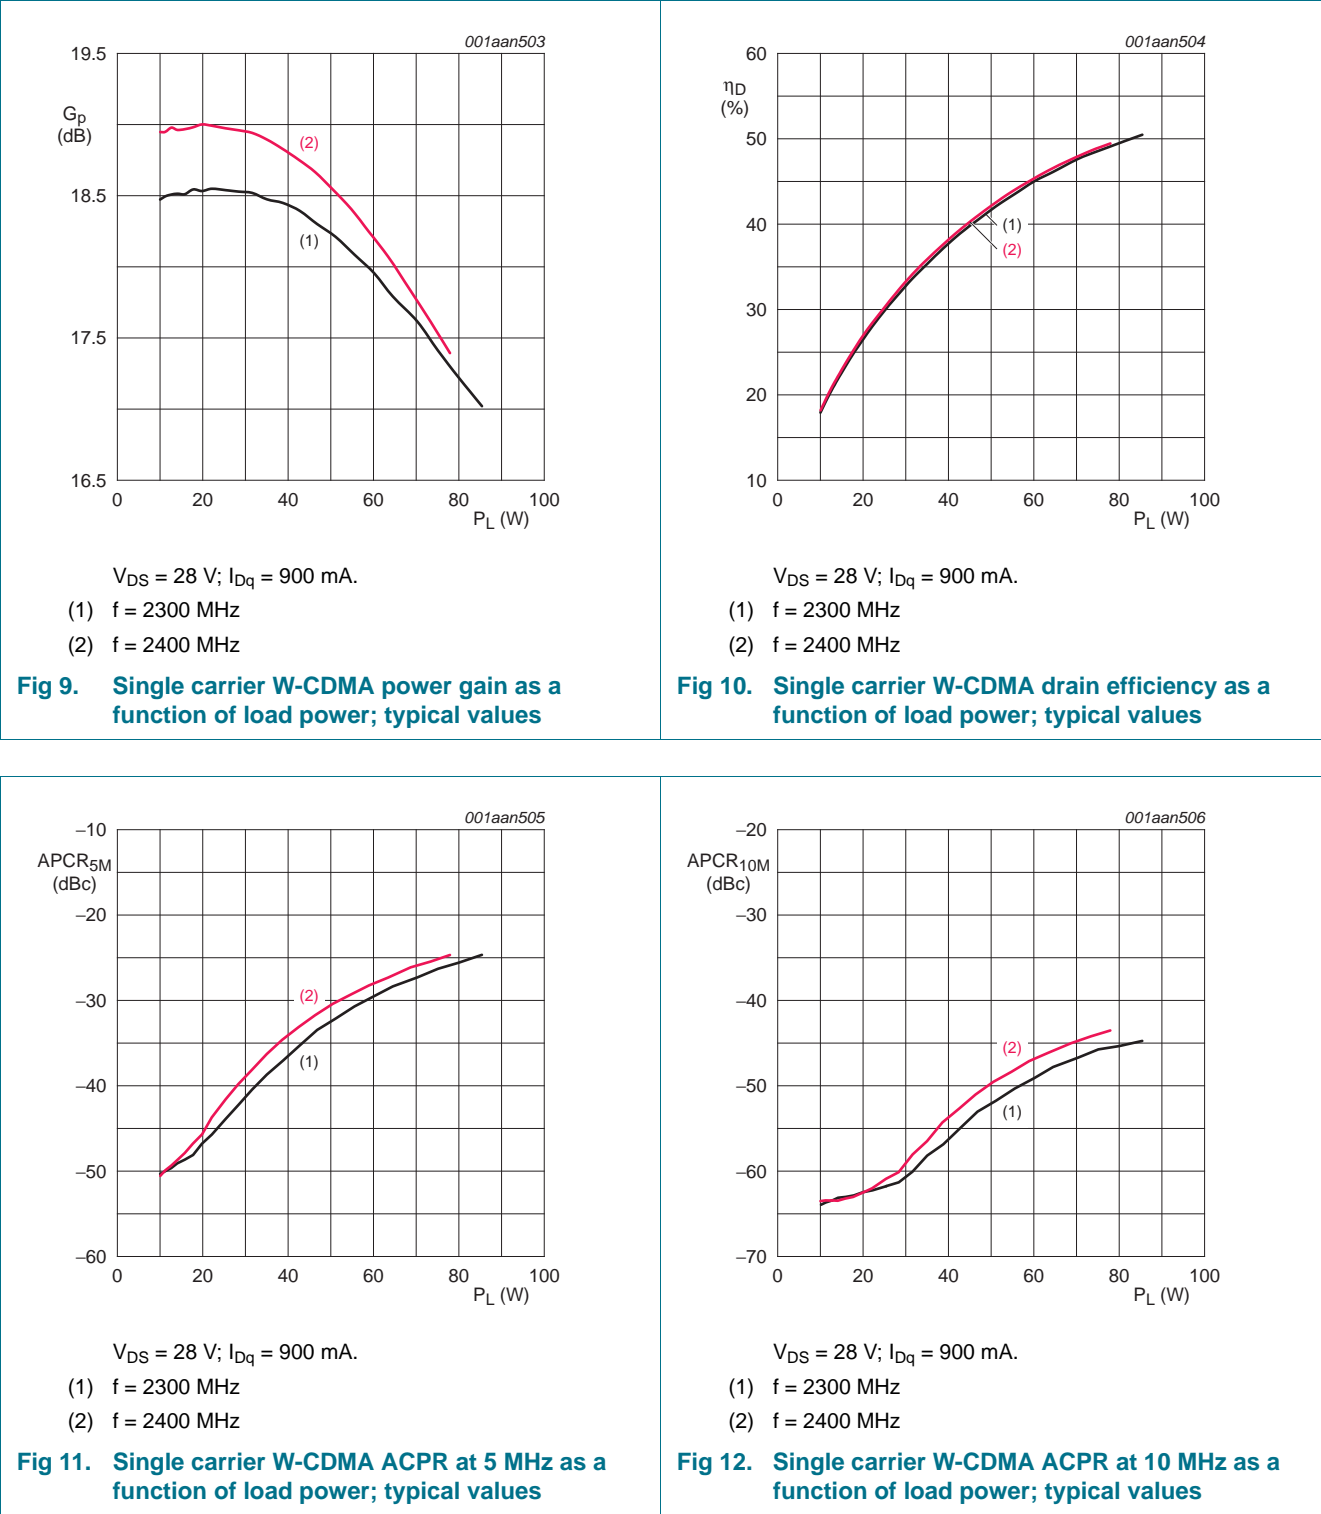 001aan503
19.5
Gp
(dB)
18.5
17.5
16.5
(2)
(1)
0 20 40 60 80 100
PL (W)
VDS = 28 V; IDq = 900 mA.
(1) f = 2300 MHz
(2) f = 2400 MHz
Fig 9. Single carrier W-CDMA power gain as a
function of load power; typical values
001aan504
60
ηD
(%)
50
40
30
20
10
(1)
(2)
0 20 40 60 80 100
PL (W)
VDS = 28 V; IDq = 900 mA.
(1) f = 2300 MHz
(2) f = 2400 MHz
Fig 10. Single carrier W-CDMA drain efficiency as a
function of load power; typical values
001aan505
−10
APCR5M
(dBc)
−20
−30
−40
−50
−60
(2)
(1)
0 20 40 60 80 100
PL (W)
VDS = 28 V; IDq = 900 mA.
(1) f = 2300 MHz
(2) f = 2400 MHz
Fig 11. Single carrier W-CDMA ACPR at 5 MHz as a
function of load power; typical values
001aan506
−20
APCR10M
(dBc)
−30
−40
−50
−60
−70
(2)
(1)
0 20 40 60 80 100
PL (W)
VDS = 28 V; IDq = 900 mA.
(1) f = 2300 MHz
(2) f = 2400 MHz
Fig 12. Single carrier W-CDMA ACPR at 10 MHz as a
function of load power; typical values